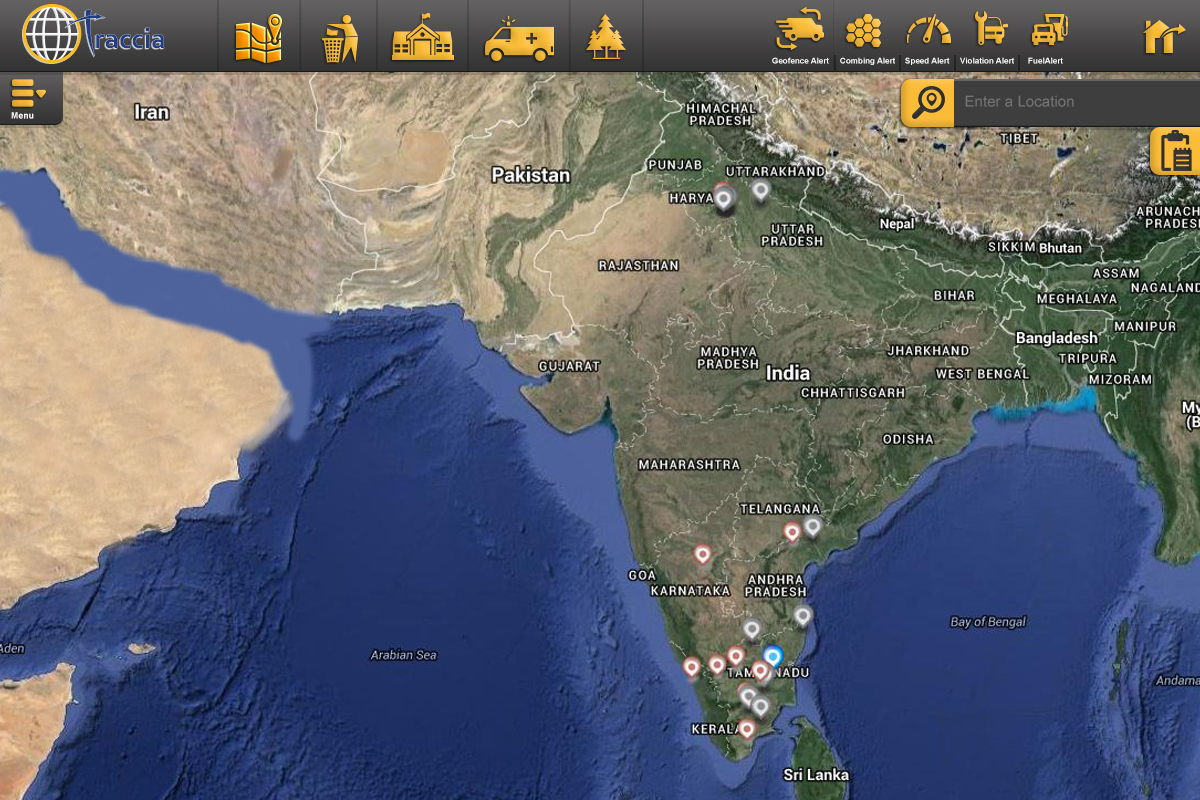 Traccia
Geofence Alert
Combing Alert
Speed Alert
Violation Alert
FuelAlert
Menu
Enter a Location
Iran
HIMACHAL
PRADESH
TIBET
Pakistan
PUNJAB
UTTARAKHAND
HARYA
ARUNACH
PRADES
Nepal
UTTAR
PRADESH
SIKKIM
Bhutan
RAJASTHAN
ASSAM
NAGALAND
BIHAR
MEGHALAYA
MANIPUR
Bangladesh
MADHYA
PRADESH
JHARKHAND
TRIPURA
GUJARAT
India
WEST BENGAL
MIZORAM
CHHATTISGARH
My
(B
ODISHA
MAHARASHTRA
TELANGANA
GOA
KARNATAKA
ANDHRA
PRADESH
Bay of Bengal
Aden
Arabian Sea
TAM
NADU
Andama
KERALA
Sri Lanka